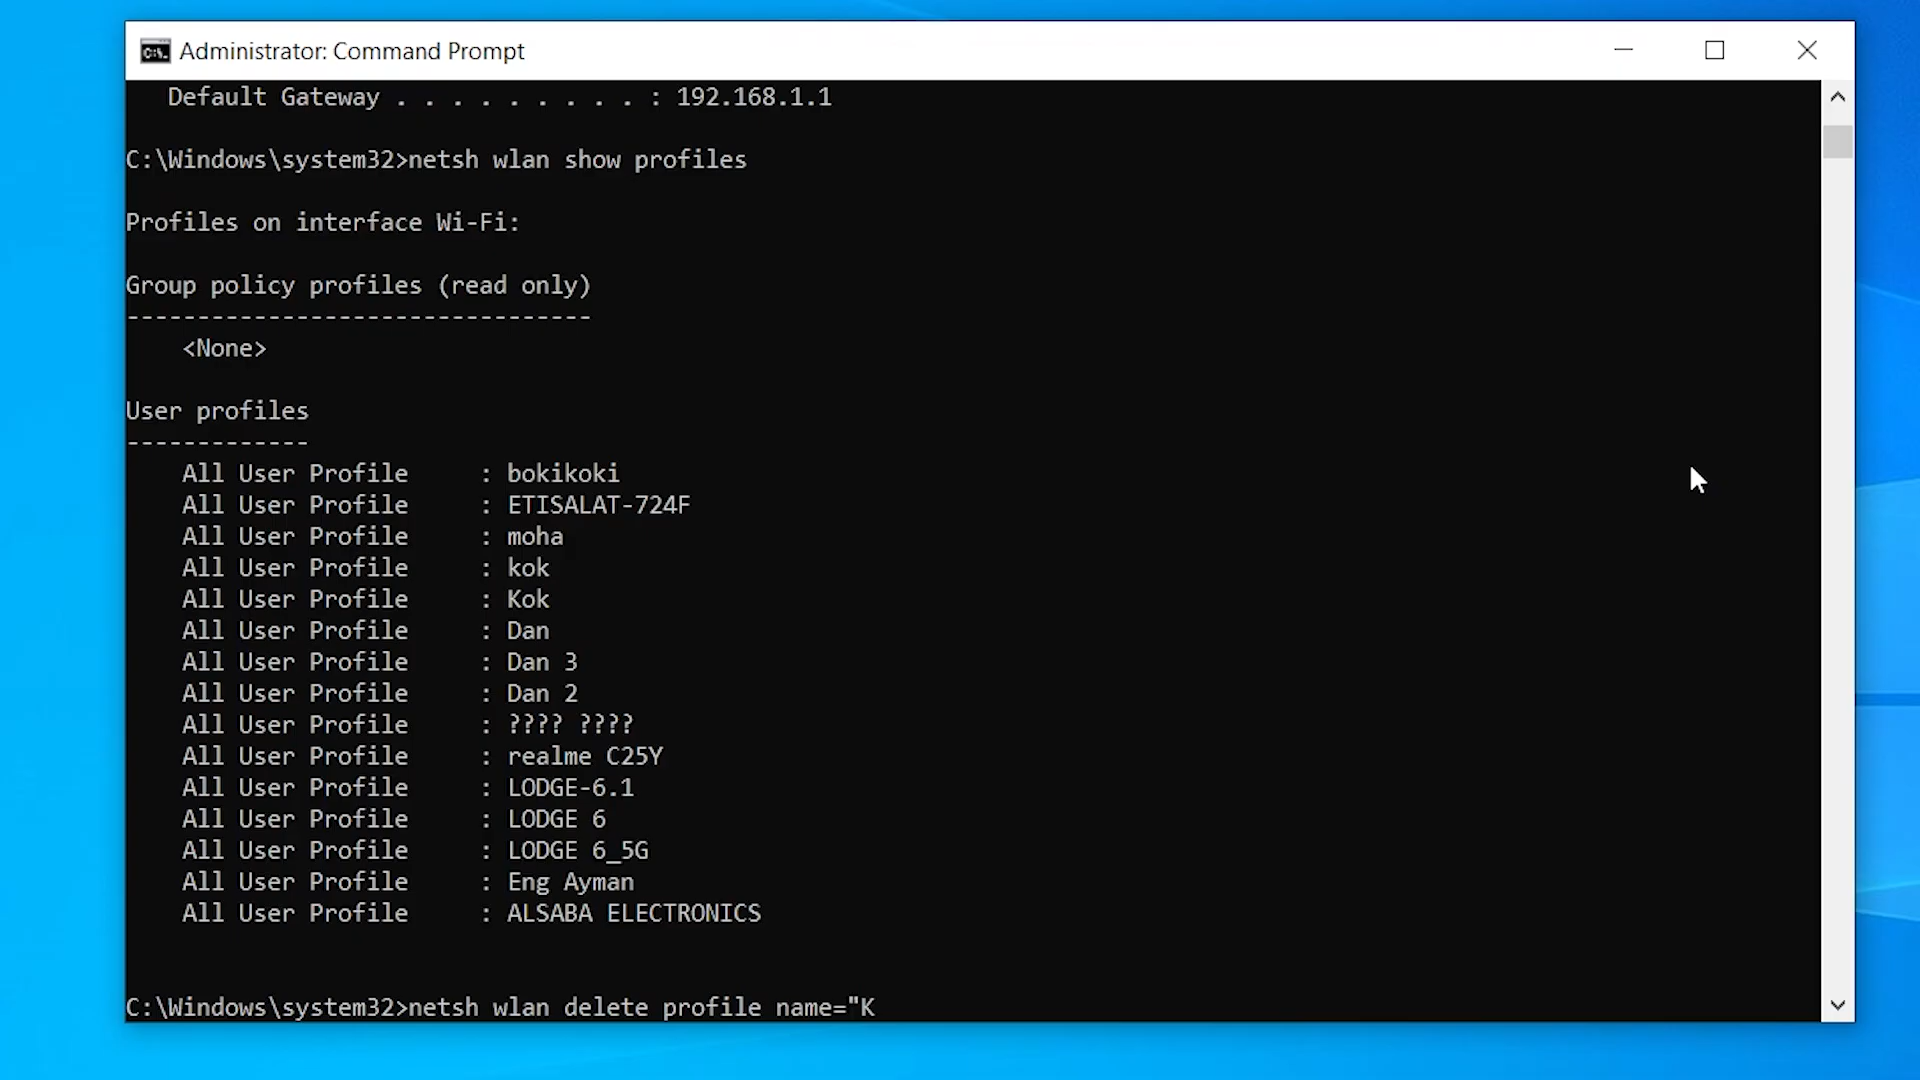 Administrator: Command Prompt
Default Gateway . . . . . . . . . : 192.168.1.1
C:\Windows\system32>netsh wlan show profiles
Profiles on interface Wi-Fi:
Group policy profiles (read only)
---------------------------------
<None>
User profiles
-------------
All User Profile     : bokikoki
All User Profile     : ETISALAT-724F
All User Profile     : moha
All User Profile     : kok
All User Profile     : Kok
All User Profile     : Dan
All User Profile     : Dan 3
All User Profile     : Dan 2
All User Profile     : ???? ????
All User Profile     : realme C25Y
All User Profile     : LODGE-6.1
All User Profile     : LODGE 6
All User Profile     : LODGE 6_5G
All User Profile     : Eng Ayman
All User Profile     : ALSABA ELECTRONICS
C:\Windows\system32>netsh wlan delete profile name="K